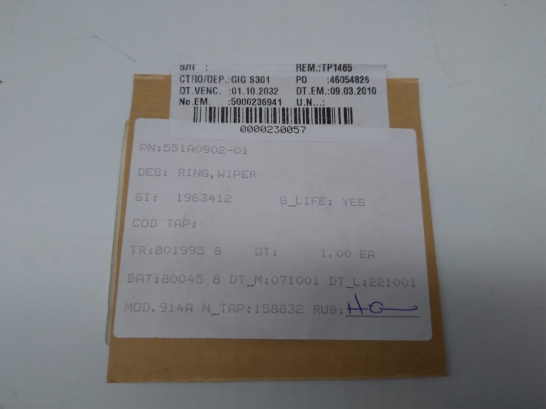 S/N : REM.:TP1465
CTRO/DEP.:GIG S301 PO :46054826
DT.VENC. :01.10.2032 DT.EM.:09.03.2010
No.EM :5000236941 U.N...:
0000230057
PN:551A0902-01
DES: RING,WIPER
SI: 1963412 S_LIFE: YES
COD TAP:
TR:801995 8 QT: 1.00 EA
BAT:80045 8 DT_M:071001 DT_L:221001
MOD.914A N_TAP:158832 RUB: